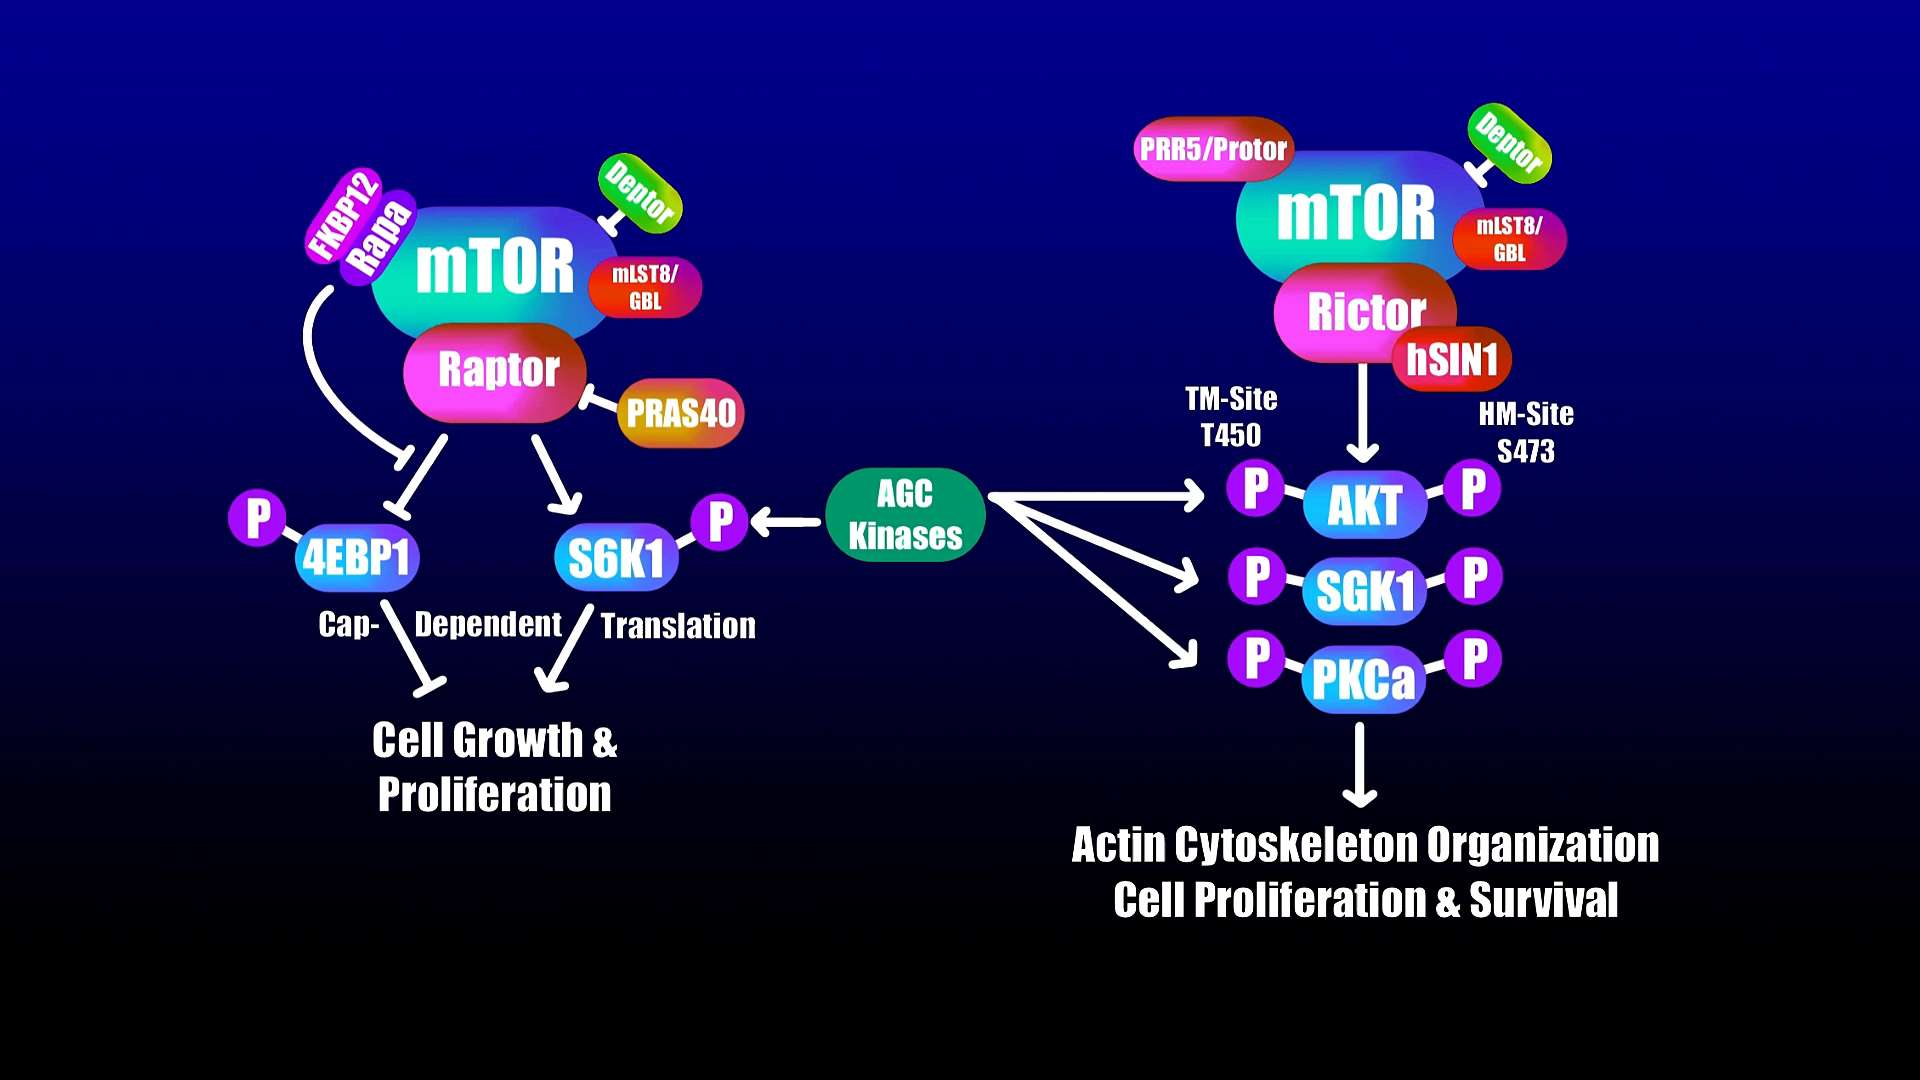 FKBP12
Rapa
mTOR
Deptor
mLST8/
GBL
Raptor
PRAS40
P
4EBP1
S6K1
P
Cap- Dependent Translation
Cell Growth &
Proliferation
AGC
Kinases
PRR5/Protor
mTOR
Deptor
mLST8/
GBL
Rictor
hSIN1
TM-Site
T450
HM-Site
S473
P AKT P
P SGK1 P
P PKCa P
Actin Cytoskeleton Organization
Cell Proliferation & Survival